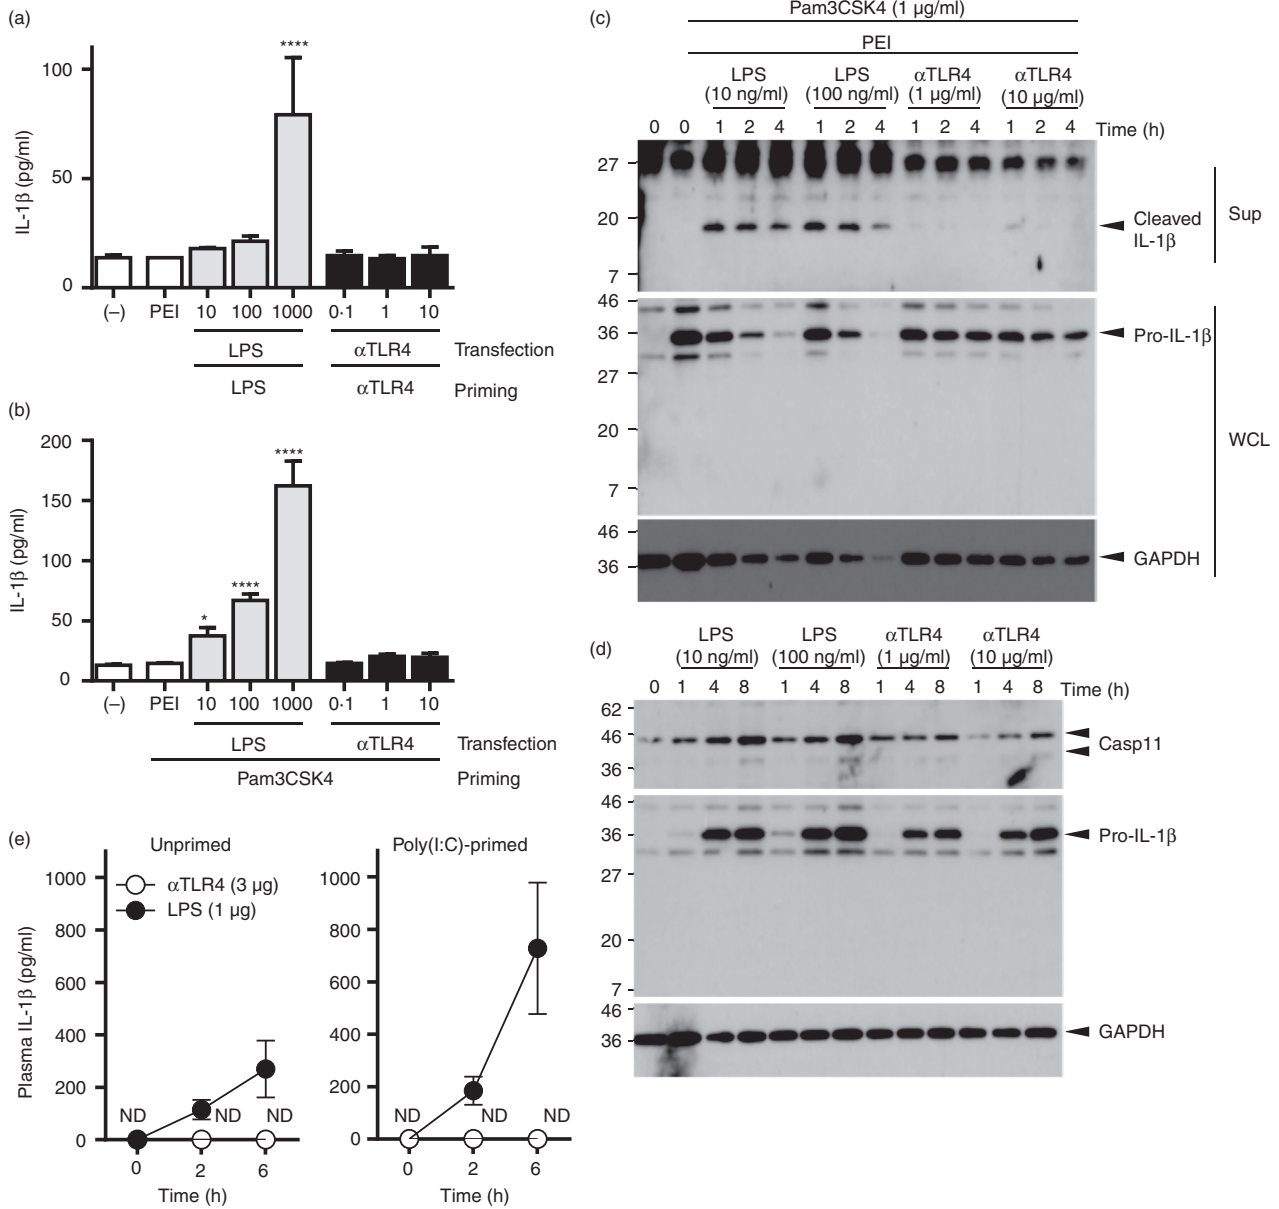 (a)
IL-1β (pg/ml)
100
50
0
****
(–) PEI 10 100 1000 0·1 1 10
LPS αTLR4 Transfection
LPS αTLR4 Priming
(b)
IL-1β (pg/ml)
200
150
100
50
0
* **** ****
(–) PEI 10 100 1000 0·1 1 10
LPS αTLR4 Transfection
Pam3CSK4 Priming
(c)
Pam3CSK4 (1 μg/ml)
PEI
LPS LPS αTLR4 αTLR4
(10 ng/ml) (100 ng/ml) (1 μg/ml) (10 μg/ml)
0 0 1 2 4 1 2 4 1 2 4 1 2 4 Time (h)
27
20
7
Cleaved
IL-1β
Sup
46
36
27
20
7
Pro-IL-1β
WCL
46
36
GAPDH
(d)
LPS LPS αTLR4 αTLR4
(10 ng/ml) (100 ng/ml) (1 μg/ml) (10 μg/ml)
0 1 4 8 1 4 8 1 4 8 1 4 8 Time (h)
62
46
36
Casp11
46
36
27
20
7
Pro-IL-1β
46
36
GAPDH
(e)
Unprimed
Plasma IL-1β (pg/ml)
1000
800
600
400
200
0
αTLR4 (3 μg)
LPS (1 μg)
ND ND ND
0 2 6
Time (h)
Poly(I:C)-primed
1000
800
600
400
200
0
ND ND ND
0 2 6
Time (h)